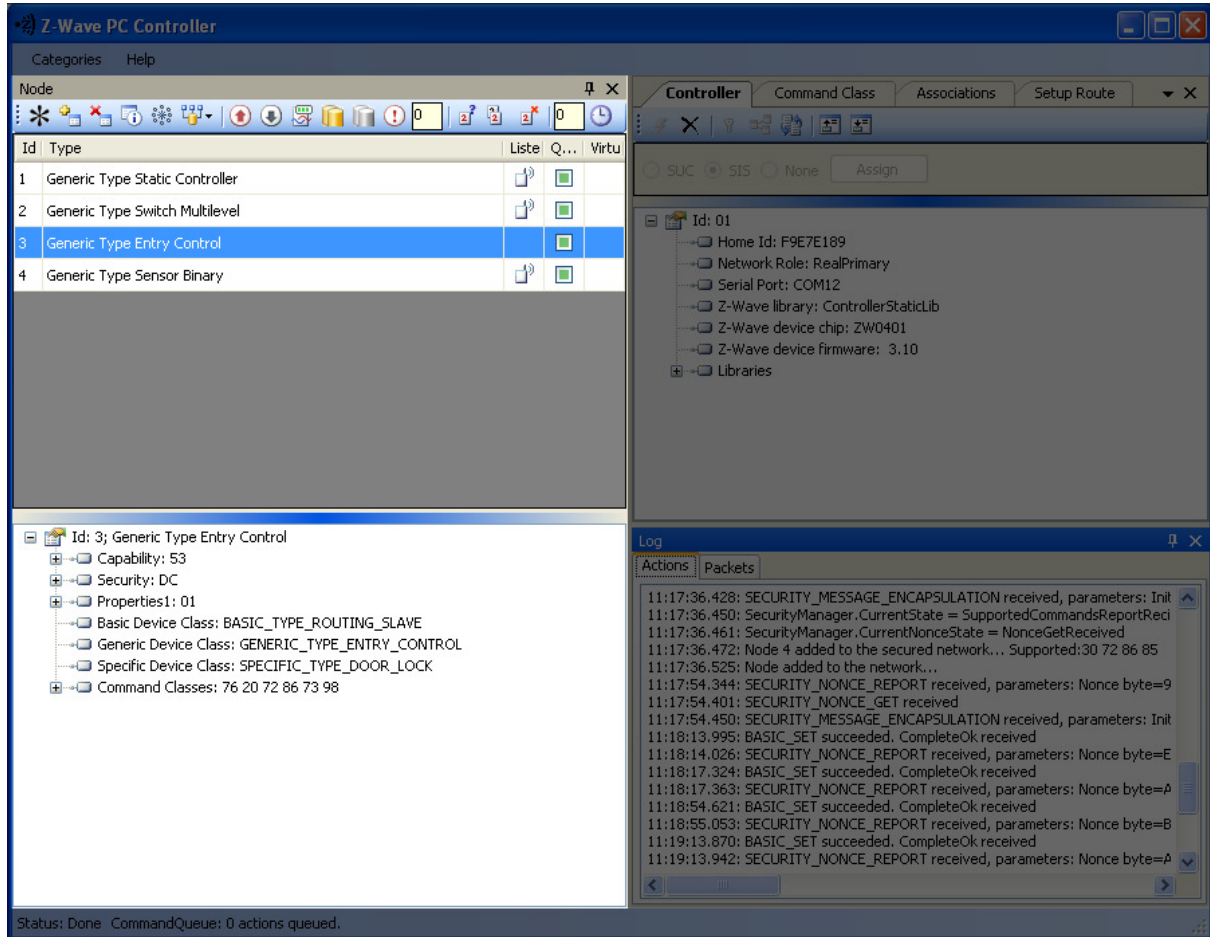 Z-Wave PC Controller
Categories Help
Node
0 2? 2 2 2x 0
Id Type Liste Q... Virtu
1 Generic Type Static Controller
2 Generic Type Switch Multilevel
3 Generic Type Entry Control
4 Generic Type Sensor Binary
Id: 3; Generic Type Entry Control
Capability: 53
Security: DC
Properties1: 01
Basic Device Class: BASIC_TYPE_ROUTING_SLAVE
Generic Device Class: GENERIC_TYPE_ENTRY_CONTROL
Specific Device Class: SPECIFIC_TYPE_DOOR_LOCK
Command Classes: 76 20 72 86 73 98
Controller Command Class Associations Setup Route
SUC SIS None Assign
Id: 01
Home Id: F9E7E189
Network Role: RealPrimary
Serial Port: COM12
Z-Wave library: ControllerStaticLib
Z-Wave device chip: ZW0401
Z-Wave device firmware: 3.10
Libraries
Log
Actions Packets
11:17:36.428: SECURITY_MESSAGE_ENCAPSULATION received, parameters: Init
11:17:36.450: SecurityManager.CurrentState = SupportedCommandsReportReci
11:17:36.461: SecurityManager.CurrentNonceState = NonceGetReceived
11:17:36.472: Node 4 added to the secured network... Supported:30 72 86 85
11:17:36.525: Node added to the network...
11:17:54.344: SECURITY_NONCE_REPORT received, parameters: Nonce byte=9
11:17:54.401: SECURITY_NONCE_GET received
11:17:54.450: SECURITY_MESSAGE_ENCAPSULATION received, parameters: Init
11:18:13.995: BASIC_SET succeeded. CompleteOk received
11:18:14.026: SECURITY_NONCE_REPORT received, parameters: Nonce byte=E
11:18:17.324: BASIC_SET succeeded. CompleteOk received
11:18:17.363: SECURITY_NONCE_REPORT received, parameters: Nonce byte=A
11:18:54.621: BASIC_SET succeeded. CompleteOk received
11:18:55.053: SECURITY_NONCE_REPORT received, parameters: Nonce byte=B
11:19:13.870: BASIC_SET succeeded. CompleteOk received
11:19:13.942: SECURITY_NONCE_REPORT received, parameters: Nonce byte=A
Status: Done CommandQueue: 0 actions queued.